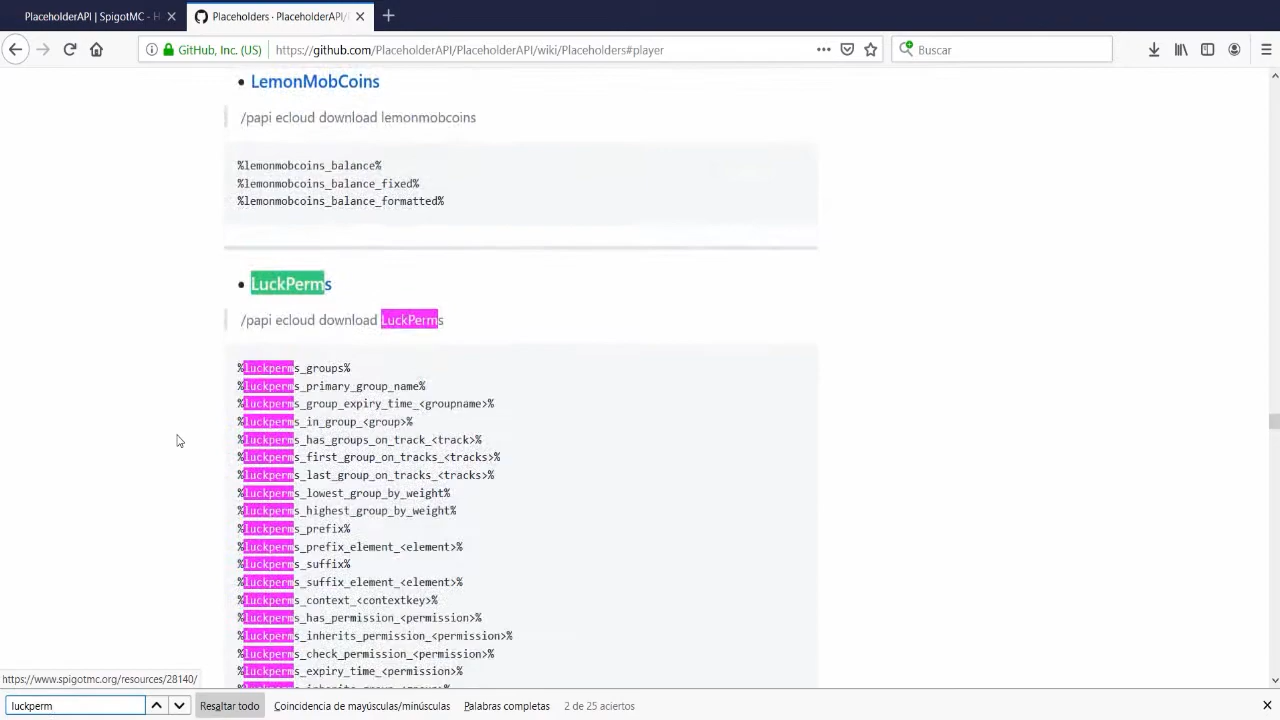 PlaceholderAPI | SpigotMC - H
Placeholders · PlaceholderAPI/
GitHub, Inc. (US)
https://github.com/PlaceholderAPI/PlaceholderAPI/wiki/Placeholders#player
Buscar
LemonMobCoins
/papi ecloud download lemonmobcoins
%lemonmobcoins_balance%
%lemonmobcoins_balance_fixed%
%lemonmobcoins_balance_formatted%
LuckPerms
/papi ecloud download LuckPerms
%luckperms_groups%
%luckperms_primary_group_name%
%luckperms_group_expiry_time_<groupname>%
%luckperms_in_group_<group>%
%luckperms_has_groups_on_track_<track>%
%luckperms_first_group_on_tracks_<tracks>%
%luckperms_last_group_on_tracks_<tracks>%
%luckperms_lowest_group_by_weight%
%luckperms_highest_group_by_weight%
%luckperms_prefix%
%luckperms_prefix_element_<element>%
%luckperms_suffix%
%luckperms_suffix_element_<element>%
%luckperms_context_<contextkey>%
%luckperms_has_permission_<permission>%
%luckperms_inherits_permission_<permission>%
%luckperms_check_permission_<permission>%
%luckperms_expiry_time_<permission>%
https://www.spigotmc.org/resources/28140/
luckperm
Resaltar todo
Coincidencia de mayúsculas/minúsculas
Palabras completas
2 de 25 aciertos